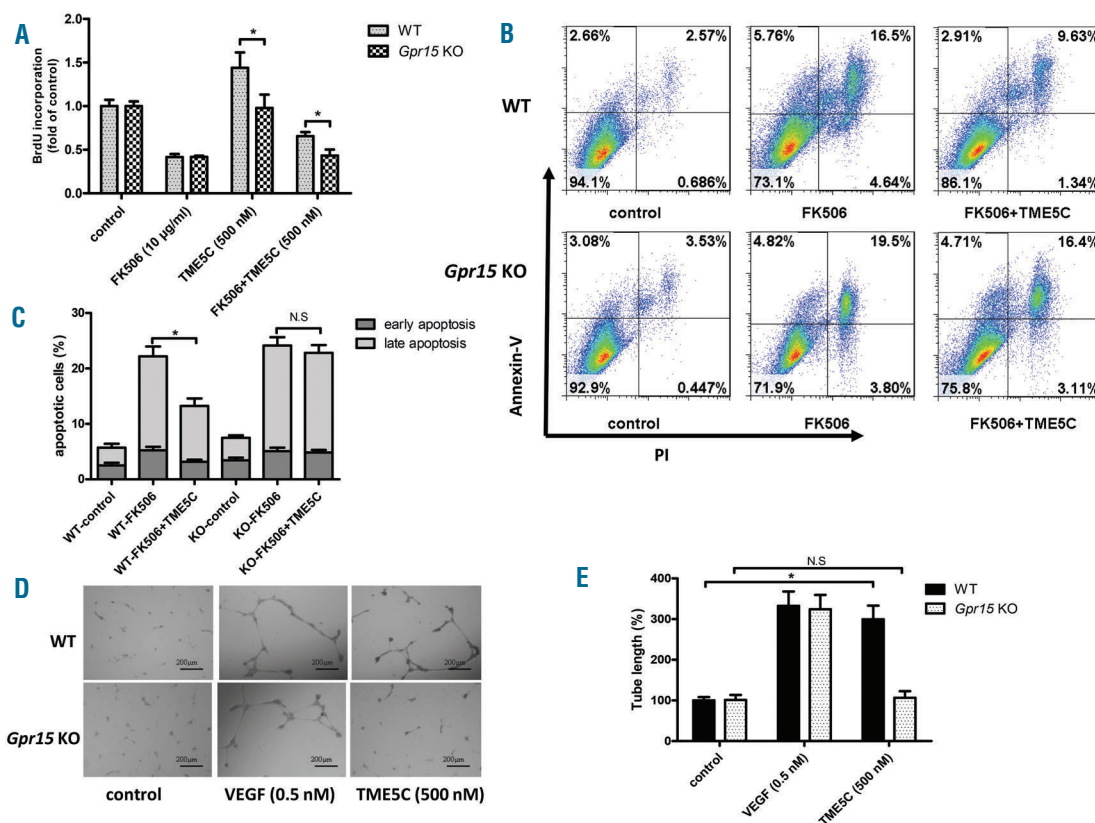 A
BrdU incorporation
(fold of control)
2.0
1.5
1.0
0.5
0.0
*
*
WT
Gpr15 KO
control
FK506 (10 μg/ml)
TME5C (500 nM)
FK506+TME5C (500 nM)
B
WT
2.66%
2.57%
94.1%
0.686%
control
5.76%
16.5%
73.1%
4.64%
FK506
2.91%
9.63%
86.1%
1.34%
FK506+TME5C
Gpr15 KO
3.08%
3.53%
92.9%
0.447%
control
4.82%
19.5%
71.9%
3.80%
FK506
4.71%
16.4%
75.8%
3.11%
FK506+TME5C
Annexin-V
PI
C
apoptotic cells (%)
30
20
10
0
*
N.S
early apoptosis
late apoptosis
WT-control
WT-FK506
WT-FK506+TME5C
KO-control
KO-FK506
KO-FK506+TME5C
D
WT
200μm
200μm
200μm
Gpr15 KO
200μm
200μm
200μm
control
VEGF (0.5 nM)
TME5C (500 nM)
E
Tube length (%)
400
300
200
100
0
N.S
*
WT
Gpr15 KO
control
VEGF (0.5 nM)
TME5C (500 nM)